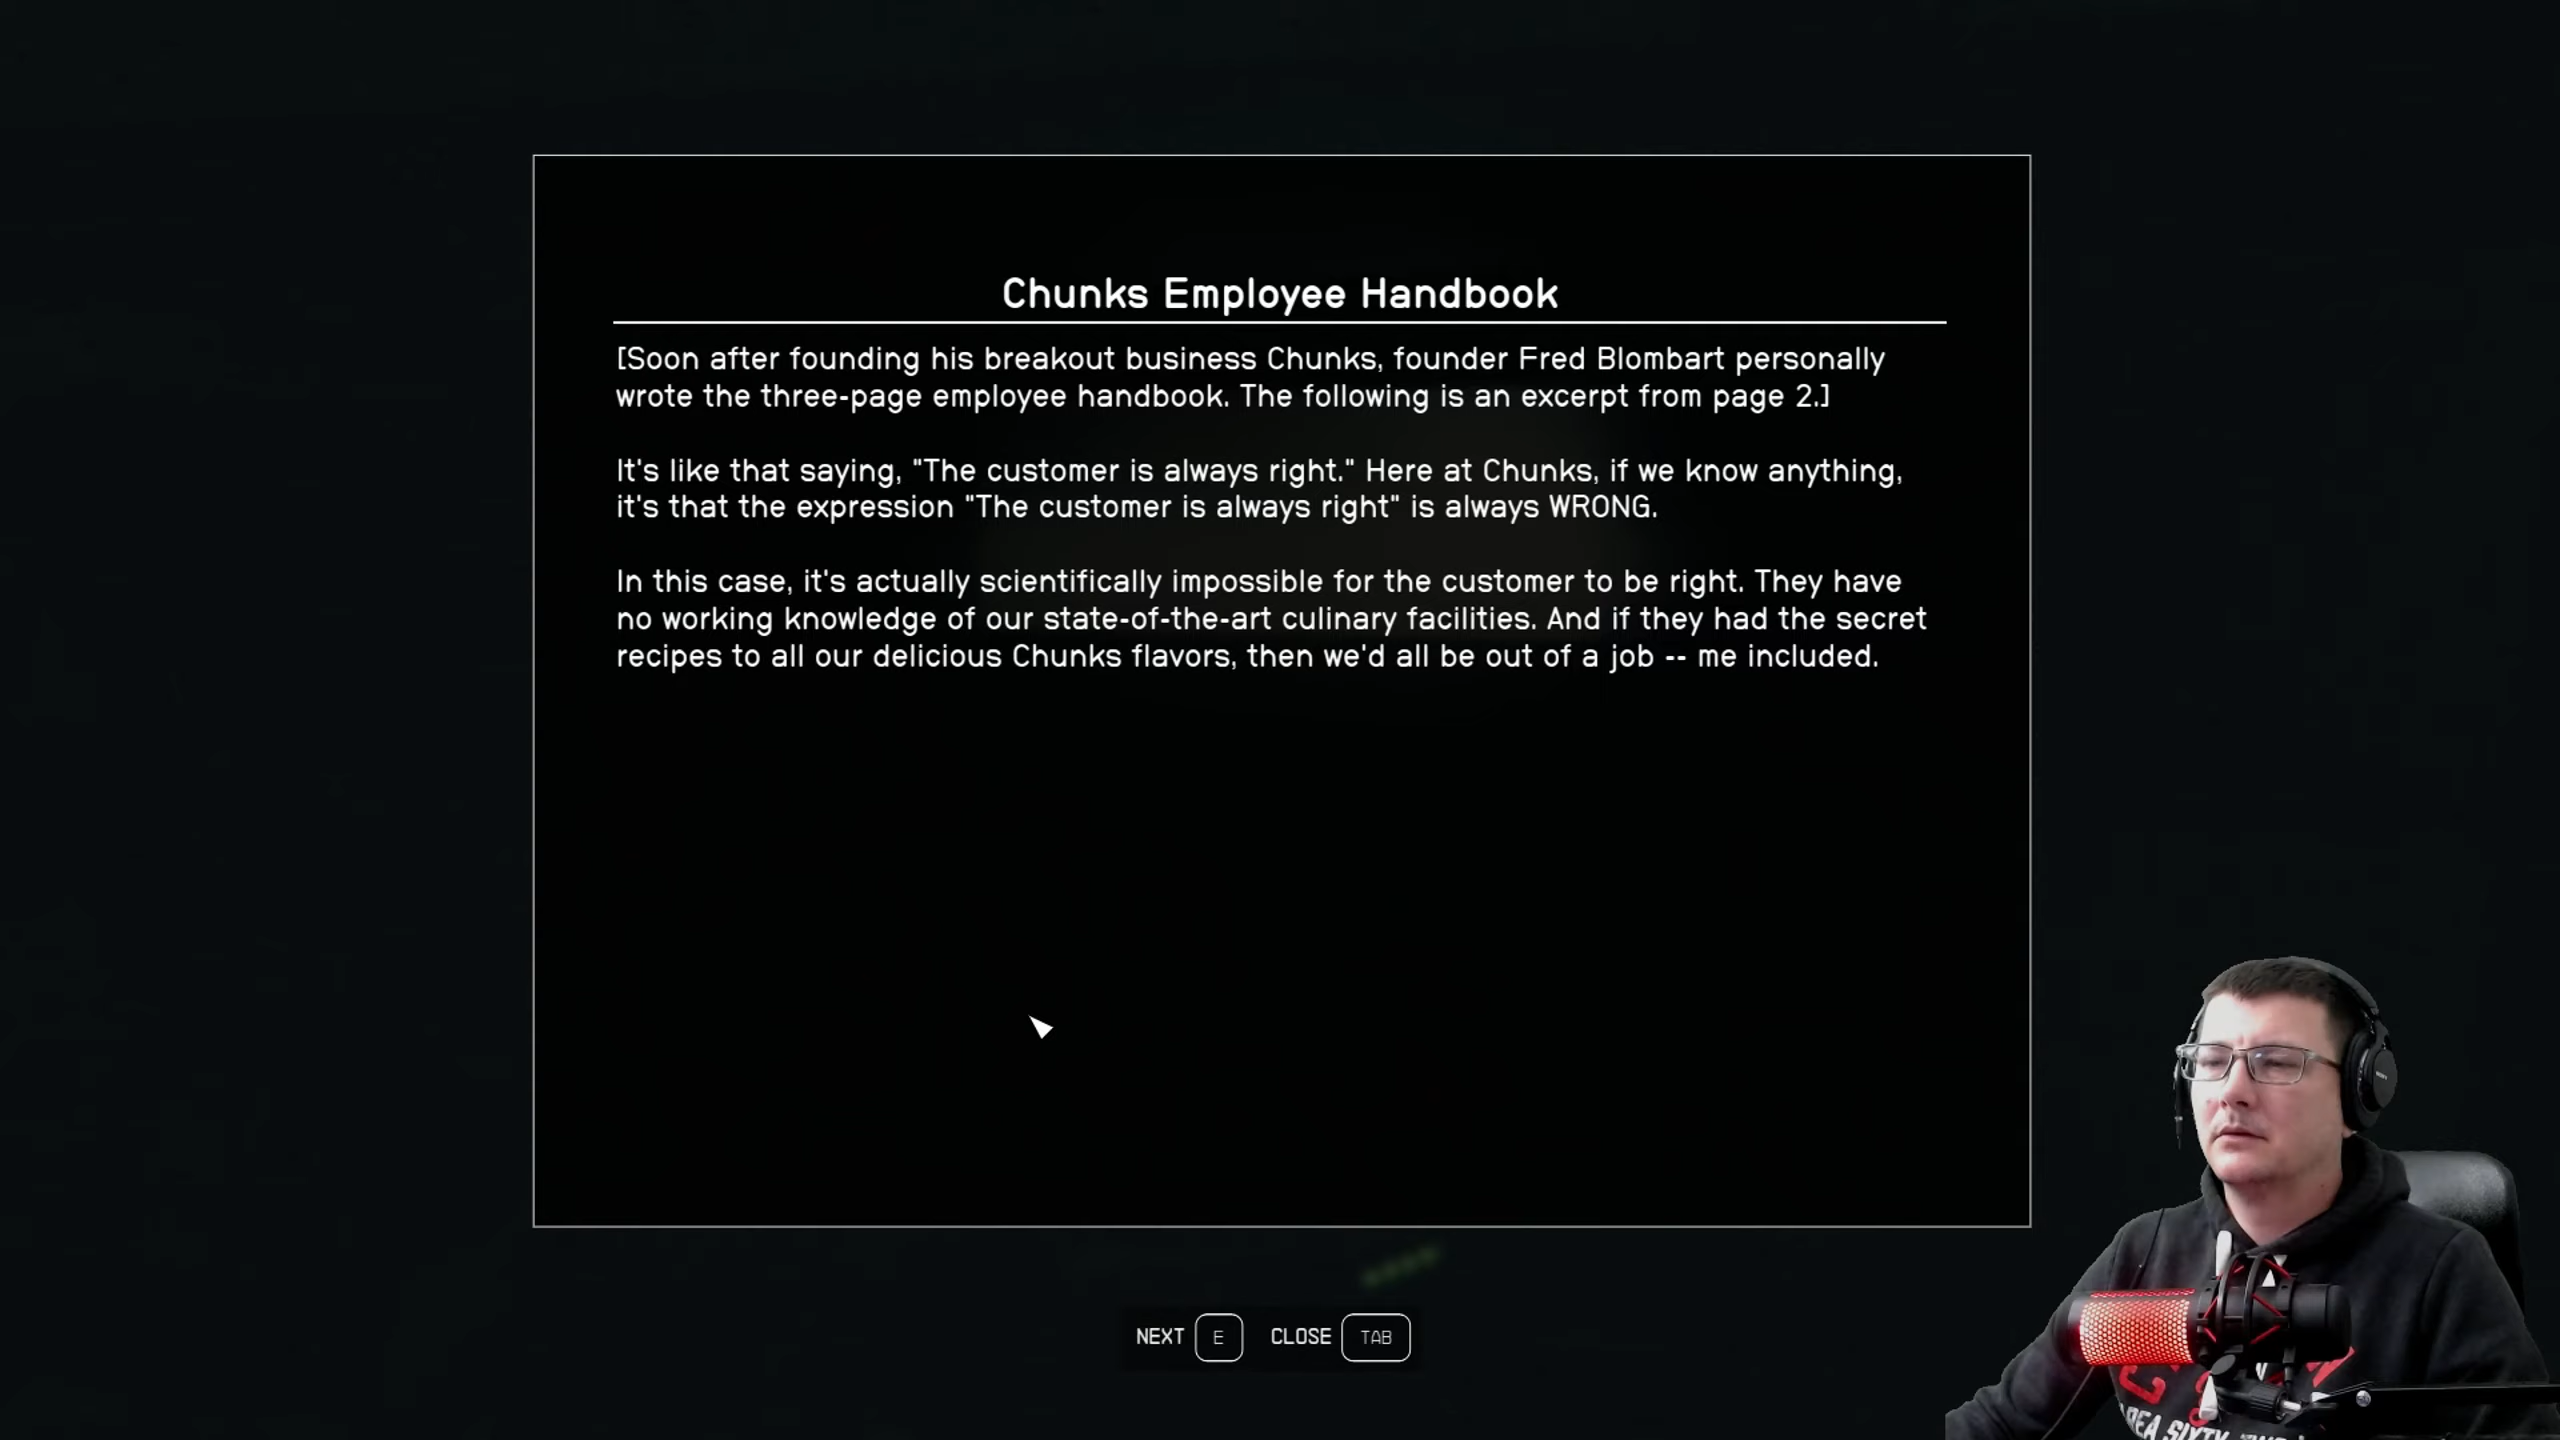 Chunks Employee Handbook
[Soon after founding his breakout business Chunks, founder Fred Blombart personally
wrote the three-page employee handbook. The following is an excerpt from page 2.]
It's like that saying, "The customer is always right." Here at Chunks, if we know anything,
it's that the expression "The customer is always right" is always WRONG.
In this case, it's actually scientifically impossible for the customer to be right. They have
no working knowledge of our state-of-the-art culinary facilities. And if they had the secret
recipes to all our delicious Chunks flavors, then we'd all be out of a job -- me included.
NEXT E CLOSE TAB